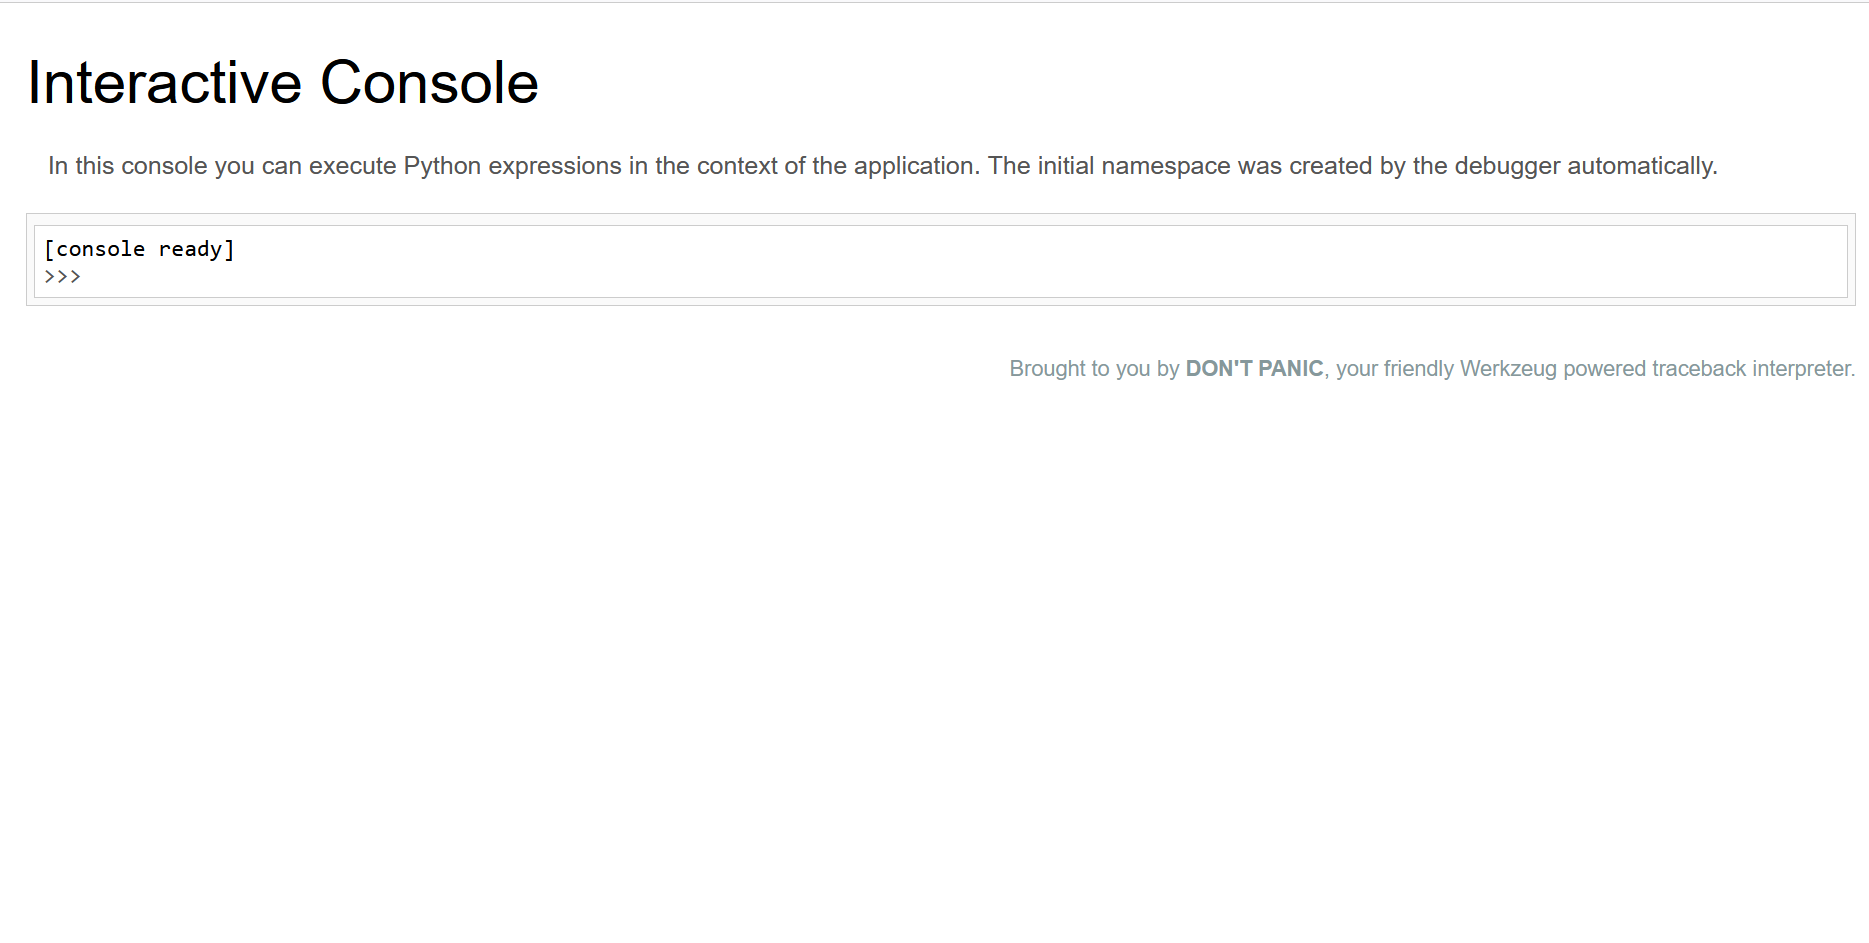 Interactive Console
In this console you can execute Python expressions in the context of the application. The initial namespace was created by the debugger automatically.
[console ready]
>>>
Brought to you by DON'T PANIC, your friendly Werkzeug powered traceback interpreter.